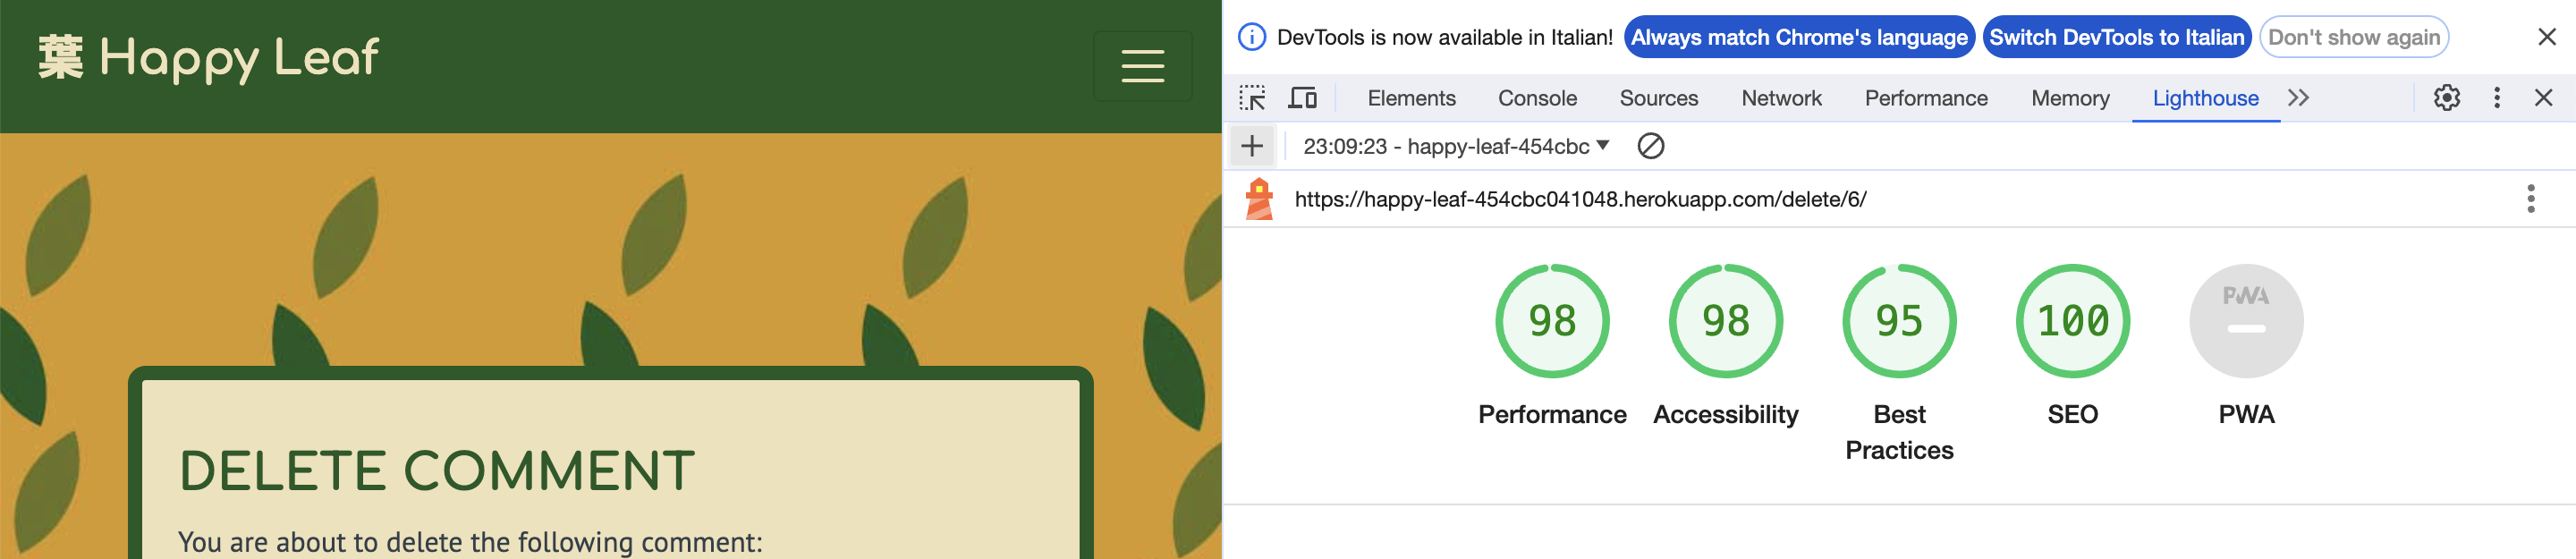 葉 Happy Leaf
DELETE COMMENT
You are about to delete the following comment:
DevTools is now available in Italian! Always match Chrome's language Switch DevTools to Italian Don't show again
Elements Console Sources Network Performance Memory Lighthouse
23:09:23 - happy-leaf-454cbc
https://happy-leaf-454cbc041048.herokuapp.com/delete/6/
98 98 95 100 PWA
Performance Accessibility Best Practices SEO PWA